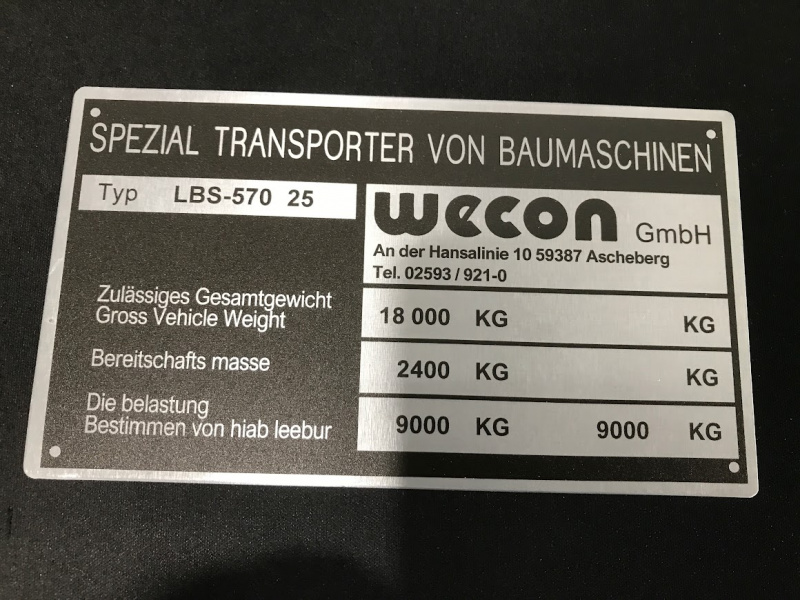 SPEZIAL TRANSPORTER VON BAUMASCHINEN
Typ LBS-570 25
wecon GmbH
An der Hansalinie 10 59387 Ascheberg
Tel. 02593 / 921-0
Zulässiges Gesamtgewicht
Gross Vehicle Weight 18 000 KG KG
Bereitschafts masse 2400 KG KG
Die belastung
Bestimmen von hiab leebur 9000 KG 9000 KG